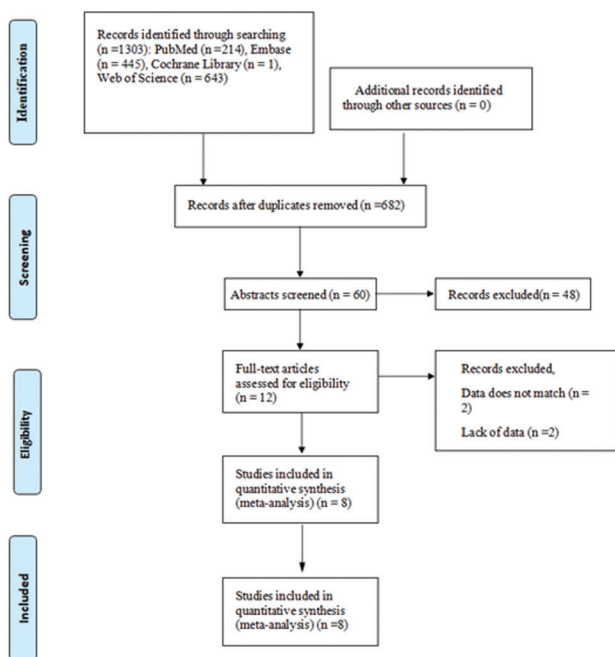 Identification
Records identified through searching
(n =1303): PubMed (n=214), Embase
(n = 445), Cochrane Library (n = 1),
Web of Science (n = 643)
Additional records identified
through other sources (n = 0)
Screening
Records after duplicates removed (n =682)
Abstracts screened (n = 60)
Records excluded(n = 48)
Eligibility
Full-text articles
assessed for eligibility
(n = 12)
Records excluded,
Data does not match (n =
2)
Lack of data (n =2)
Studies included in
quantitative synthesis
(meta-analysis) (n = 8)
Included
Studies included in
quantitative synthesis
(meta-analysis) (n =8)